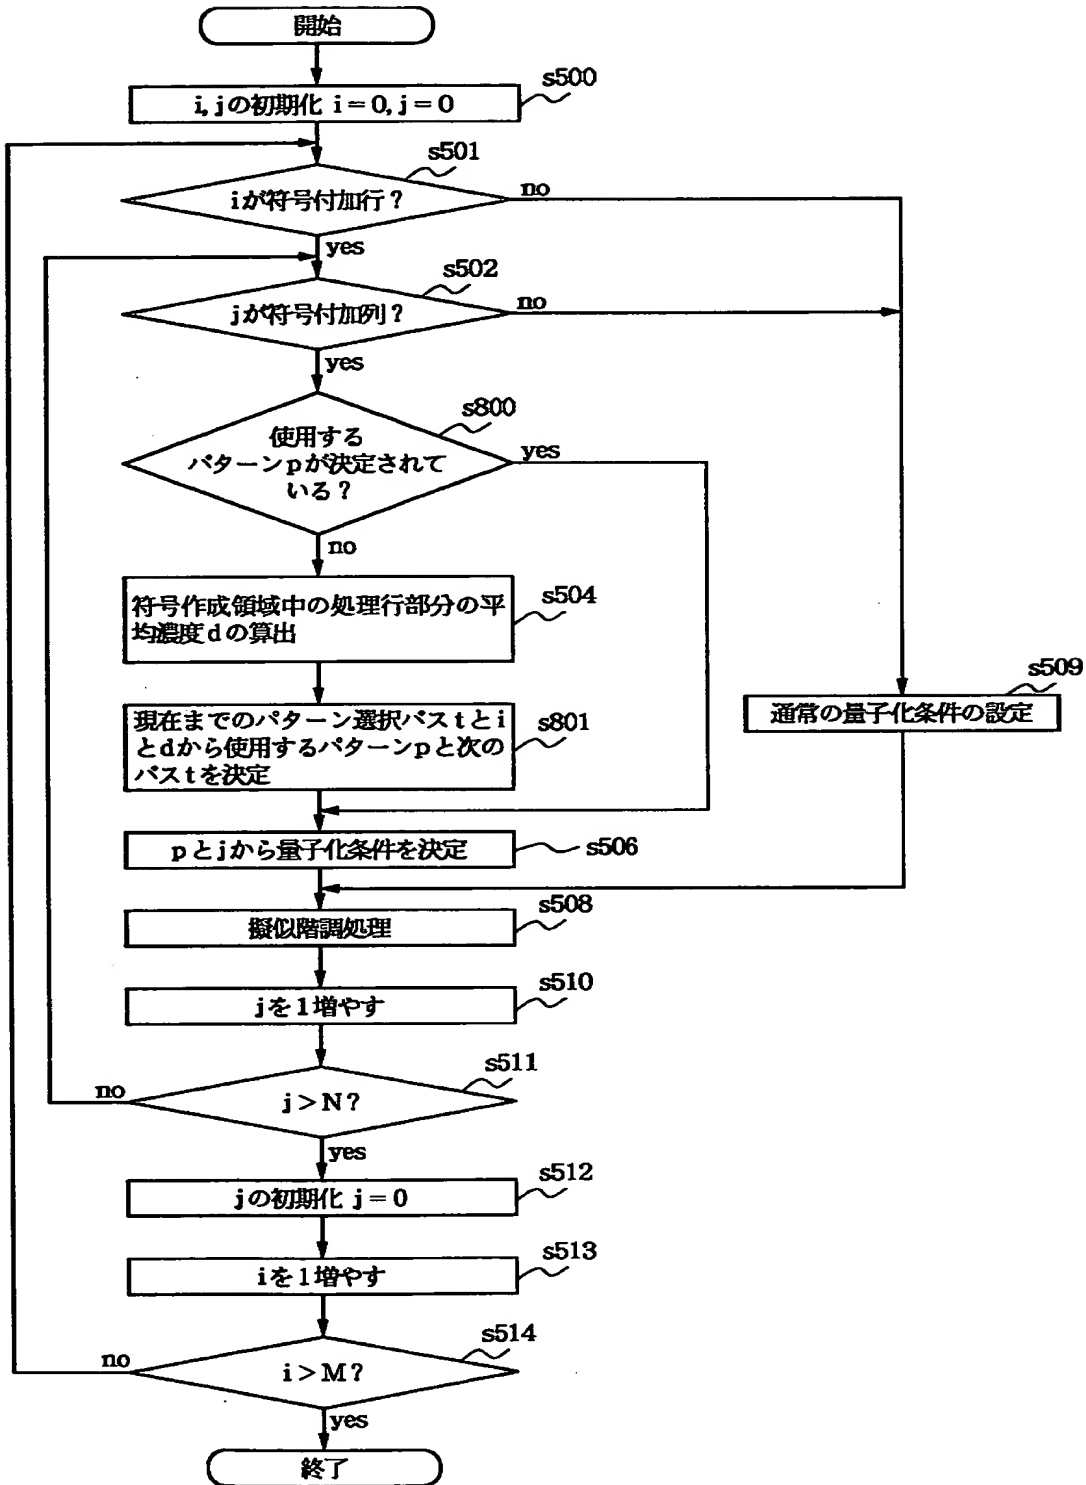 開始
s500
i,jの初期化 i=0,j=0
s501
iが符号付加行?
no
yes
s502
jが符号付加列?
no
yes
s800
使用する
パターンpが決定されて
いる?
yes
no
s504
符号作成領域中の処理行部分の平
均濃度dの算出
s509
通常の量子化条件の設定
s801
現在までのパターン選択パスtとi
とdから使用するパターンpと次の
パスtを決定
pとjから量子化条件を決定
s506
s508
擬似階調処理
s510
jを1増やす
s511
no
j>N?
yes
s512
jの初期化 j=0
s513
iを1増やす
s514
no
i>M?
yes
終了